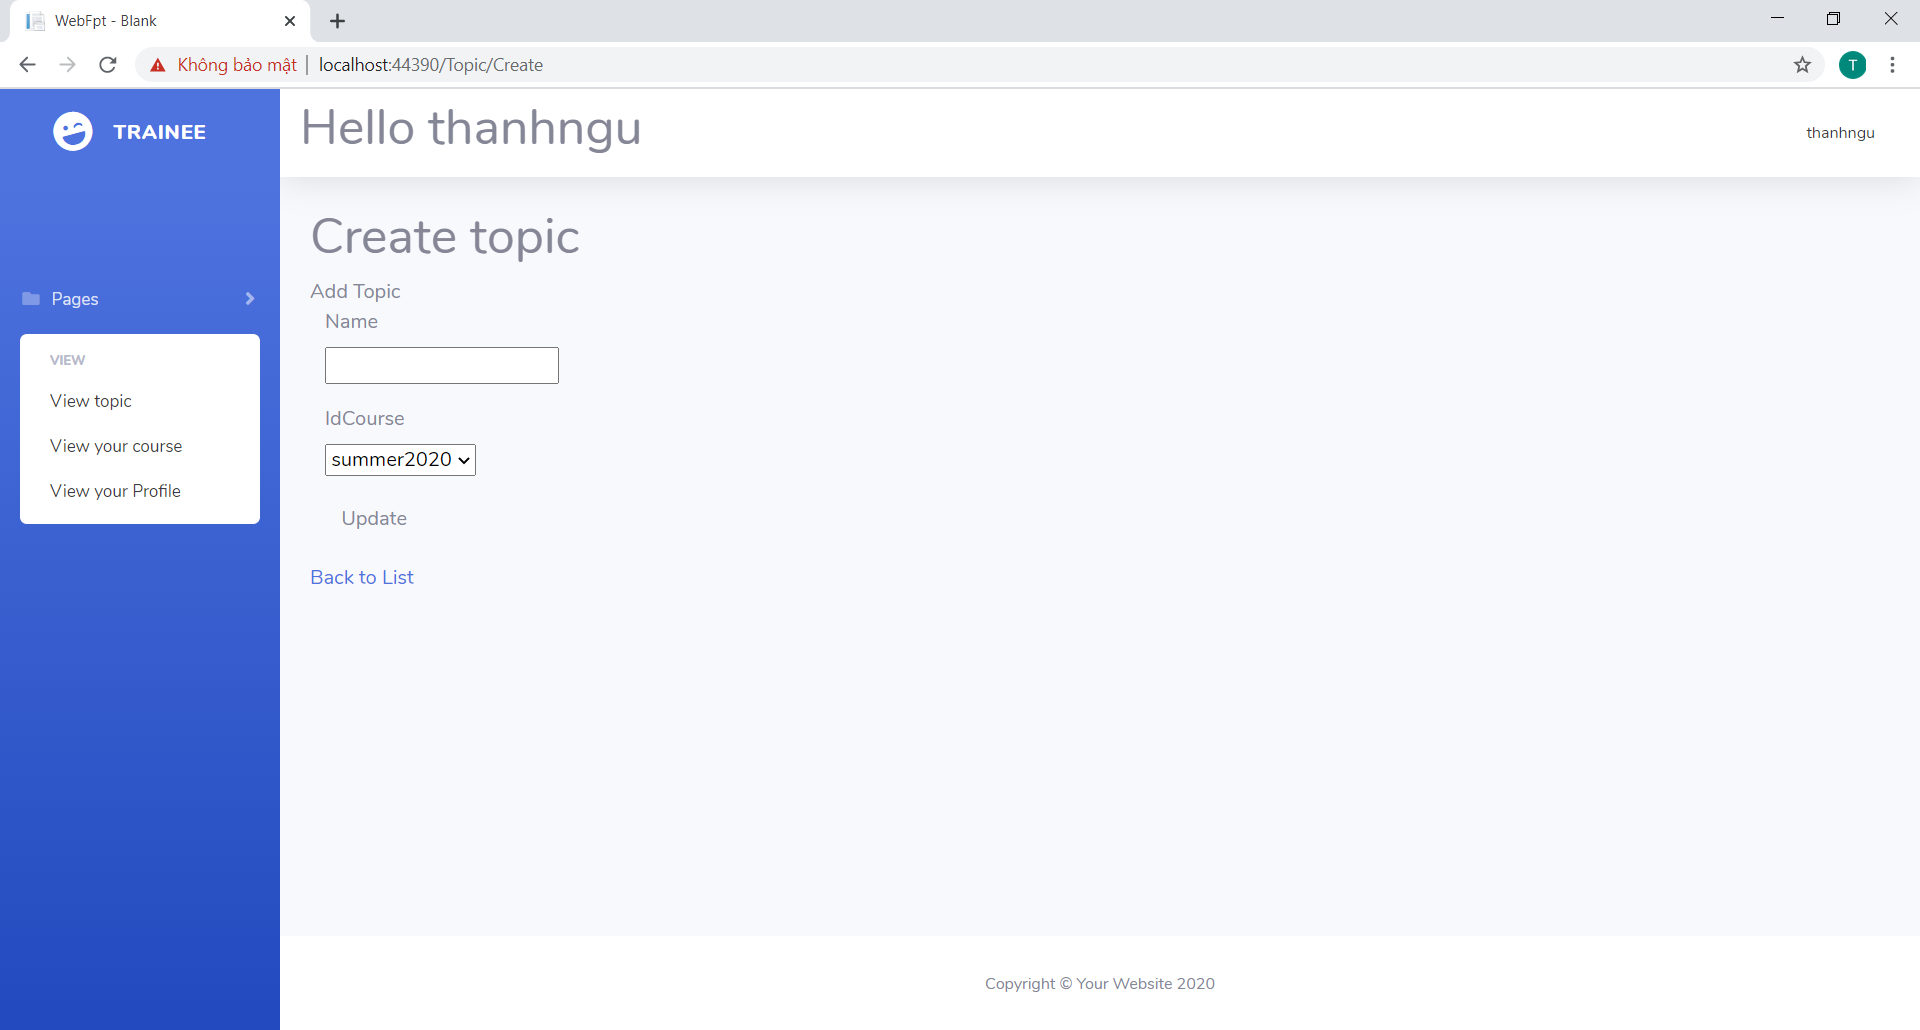 WebFpt - Blank
Không bảo mật | localhost:44390/Topic/Create
T
TRAINEE
Hello thanhngu
thanhngu
Pages
VIEW
View topic
View your course
View your Profile
Create topic
Add Topic
Name
IdCourse
summer2020
Update
Back to List
Copyright © Your Website 2020